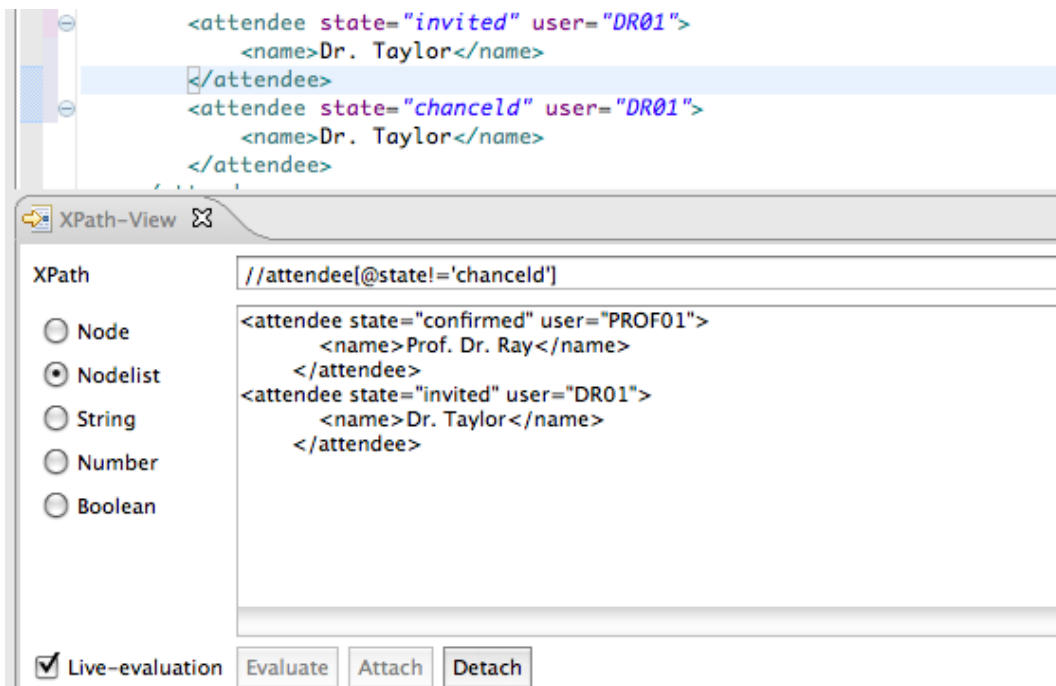 <attendee state="invited" user="DR01">
<name>Dr. Taylor</name>
</attendee>
<attendee state="chanceld" user="DR01">
<name>Dr. Taylor</name>
</attendee>
XPath-View
XPath
//attendee[@state!='chanceld']
Node
Nodelist
String
Number
Boolean
<attendee state="confirmed" user="PROF01">
<name>Prof. Dr. Ray</name>
</attendee>
<attendee state="invited" user="DR01">
<name>Dr. Taylor</name>
</attendee>
Live-evaluation Evaluate Attach Detach